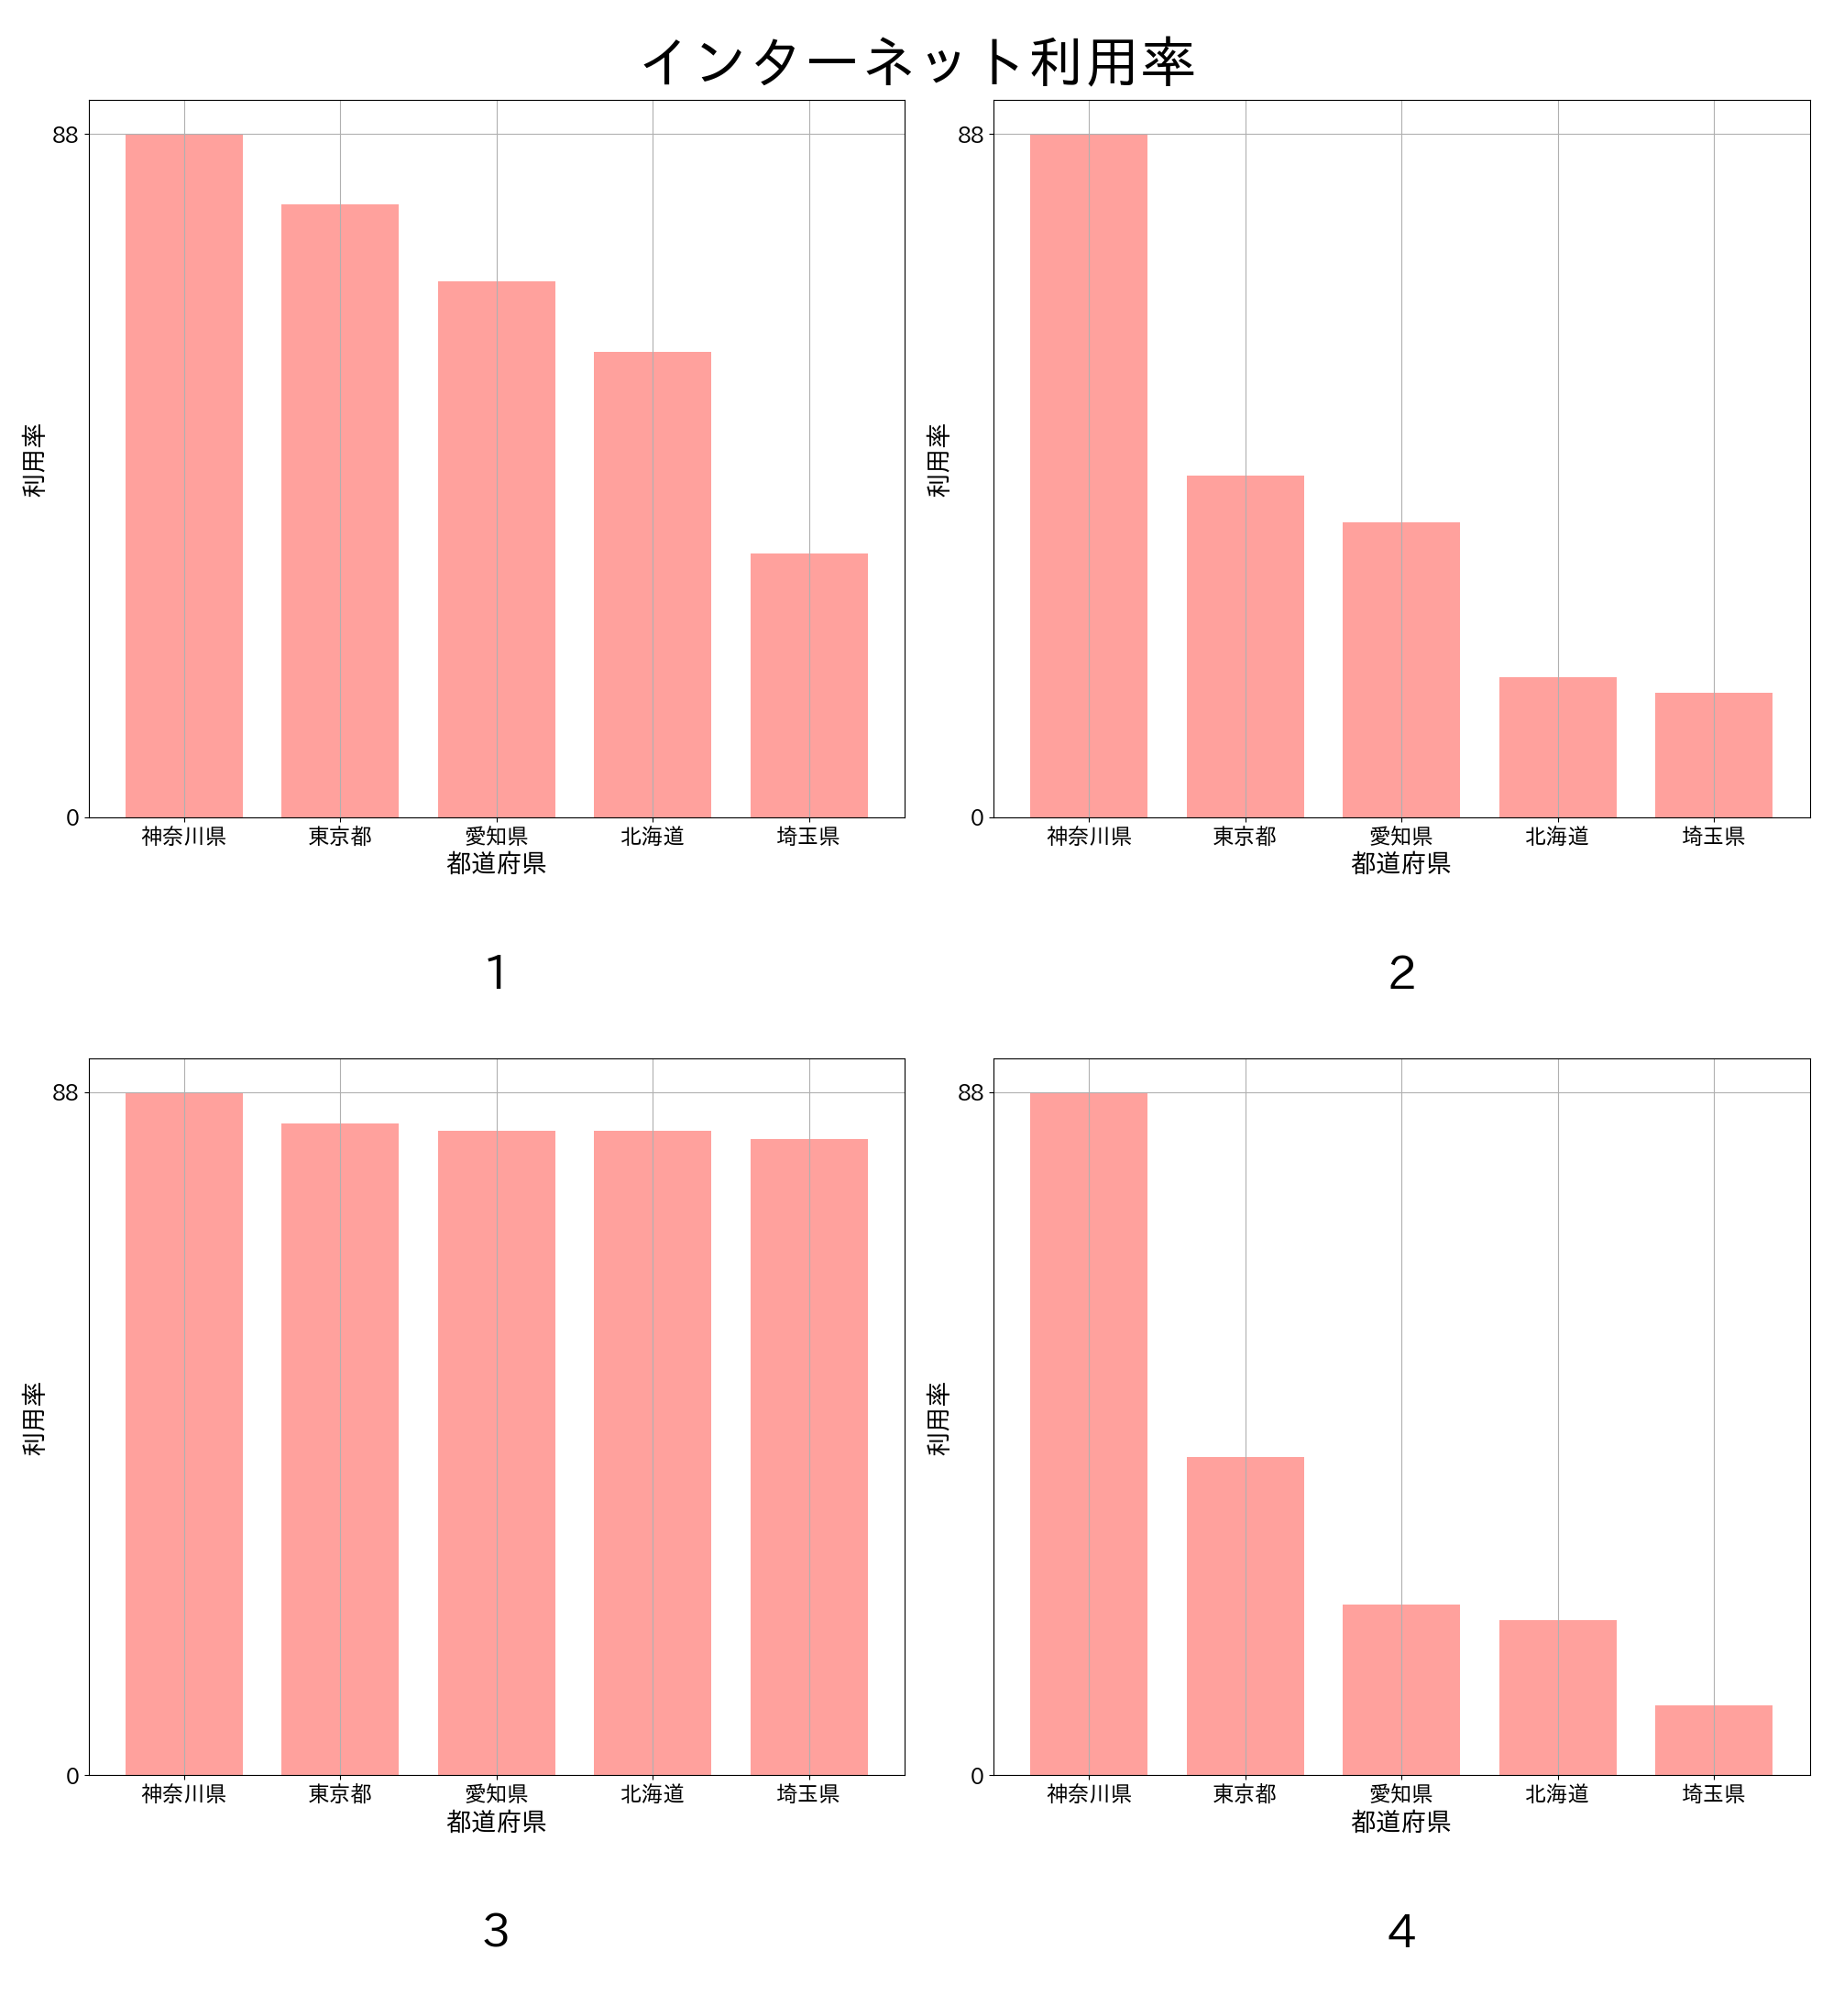 インターネット利用率
88
0
利用率
神奈川県 東京都 愛知県 北海道 埼玉県
都道府県
1
88
0
利用率
神奈川県 東京都 愛知県 北海道 埼玉県
都道府県
2
88
0
利用率
神奈川県 東京都 愛知県 北海道 埼玉県
都道府県
3
88
0
利用率
神奈川県 東京都 愛知県 北海道 埼玉県
都道府県
4